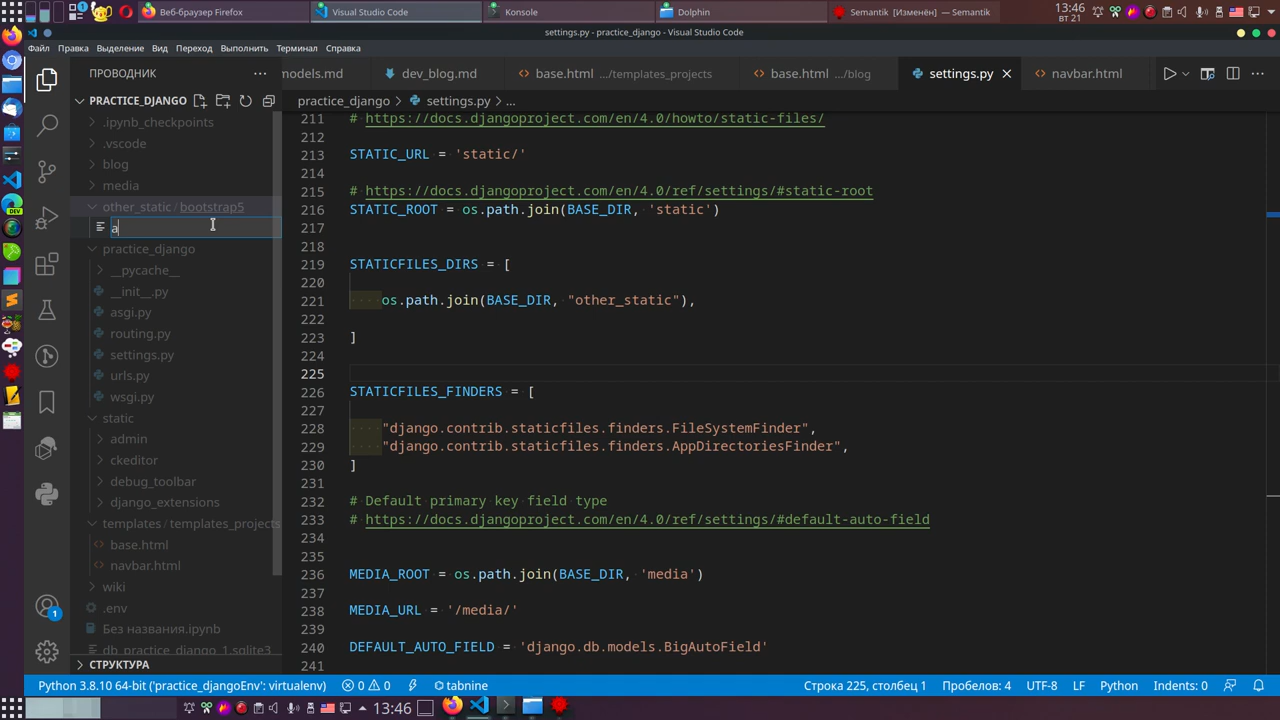 Веб-браузер Firefox
Visual Studio Code
Konsole
Dolphin
Semantik [Изменён] — Semantik
13:46
вт 21
settings.py - practice_django - Visual Studio Code
Файл Правка Выделение Вид Переход Выполнить Терминал Справка
ПРОВОДНИК
models.md
dev_blog.md
base.html .../templates_projects
base.html .../blog
settings.py
navbar.html
PRACTICE_DJANGO
practice_django > settings.py > ...
.ipynb_checkpoints
.vscode
blog
media
other_static / bootstrap5
a
practice_django
__pycache__
__init__.py
asgi.py
routing.py
settings.py
urls.py
wsgi.py
static
admin
ckeditor
debug_toolbar
django_extensions
templates / templates_projects
base.html
navbar.html
wiki
.env
Без названия.ipynb
db_practice_django_1.sqlite3
СТРУКТУРА
211 # https://docs.djangoproject.com/en/4.0/howto/static-files/
212
213 STATIC_URL = 'static/'
214
215 # https://docs.djangoproject.com/en/4.0/ref/settings/#static-root
216 STATIC_ROOT = os.path.join(BASE_DIR, 'static')
217
218
219 STATICFILES_DIRS = [
220
221 os.path.join(BASE_DIR, "other_static"),
222
223 ]
224
225
226 STATICFILES_FINDERS = [
227
228 "django.contrib.staticfiles.finders.FileSystemFinder",
229 "django.contrib.staticfiles.finders.AppDirectoriesFinder",
230 ]
231
232 # Default primary key field type
233 # https://docs.djangoproject.com/en/4.0/ref/settings/#default-auto-field
234
235
236 MEDIA_ROOT = os.path.join(BASE_DIR, 'media')
237
238 MEDIA_URL = '/media/'
239
240 DEFAULT_AUTO_FIELD = 'django.db.models.BigAutoField'
241
DEV
1
Python 3.8.10 64-bit ('practice_djangoEnv': virtualenv)
0 0
tabnine
Строка 225, столбец 1
Пробелов: 4
UTF-8
LF
Python
Indents: 0
13:46